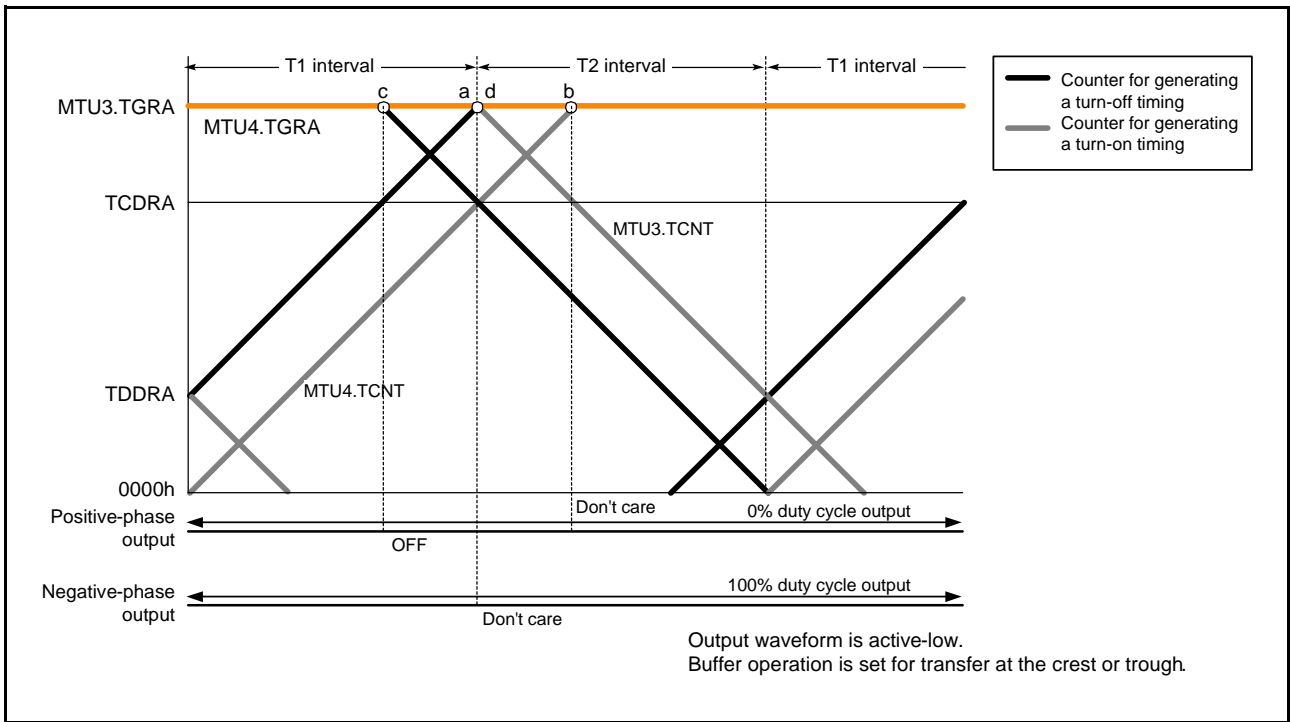 T1 interval
T2 interval
T1 interval
Counter for generating
a turn-off timing
Counter for generating
a turn-on timing
c
a
d
b
MTU3.TGRA
MTU4.TGRA
TCDRA
MTU3.TCNT
TDDRA
MTU4.TCNT
0000h
Don't care
Positive-phase
output
0% duty cycle output
OFF
Negative-phase
output
100% duty cycle output
Don't care
Output waveform is active-low.
Buffer operation is set for transfer at the crest or trough.